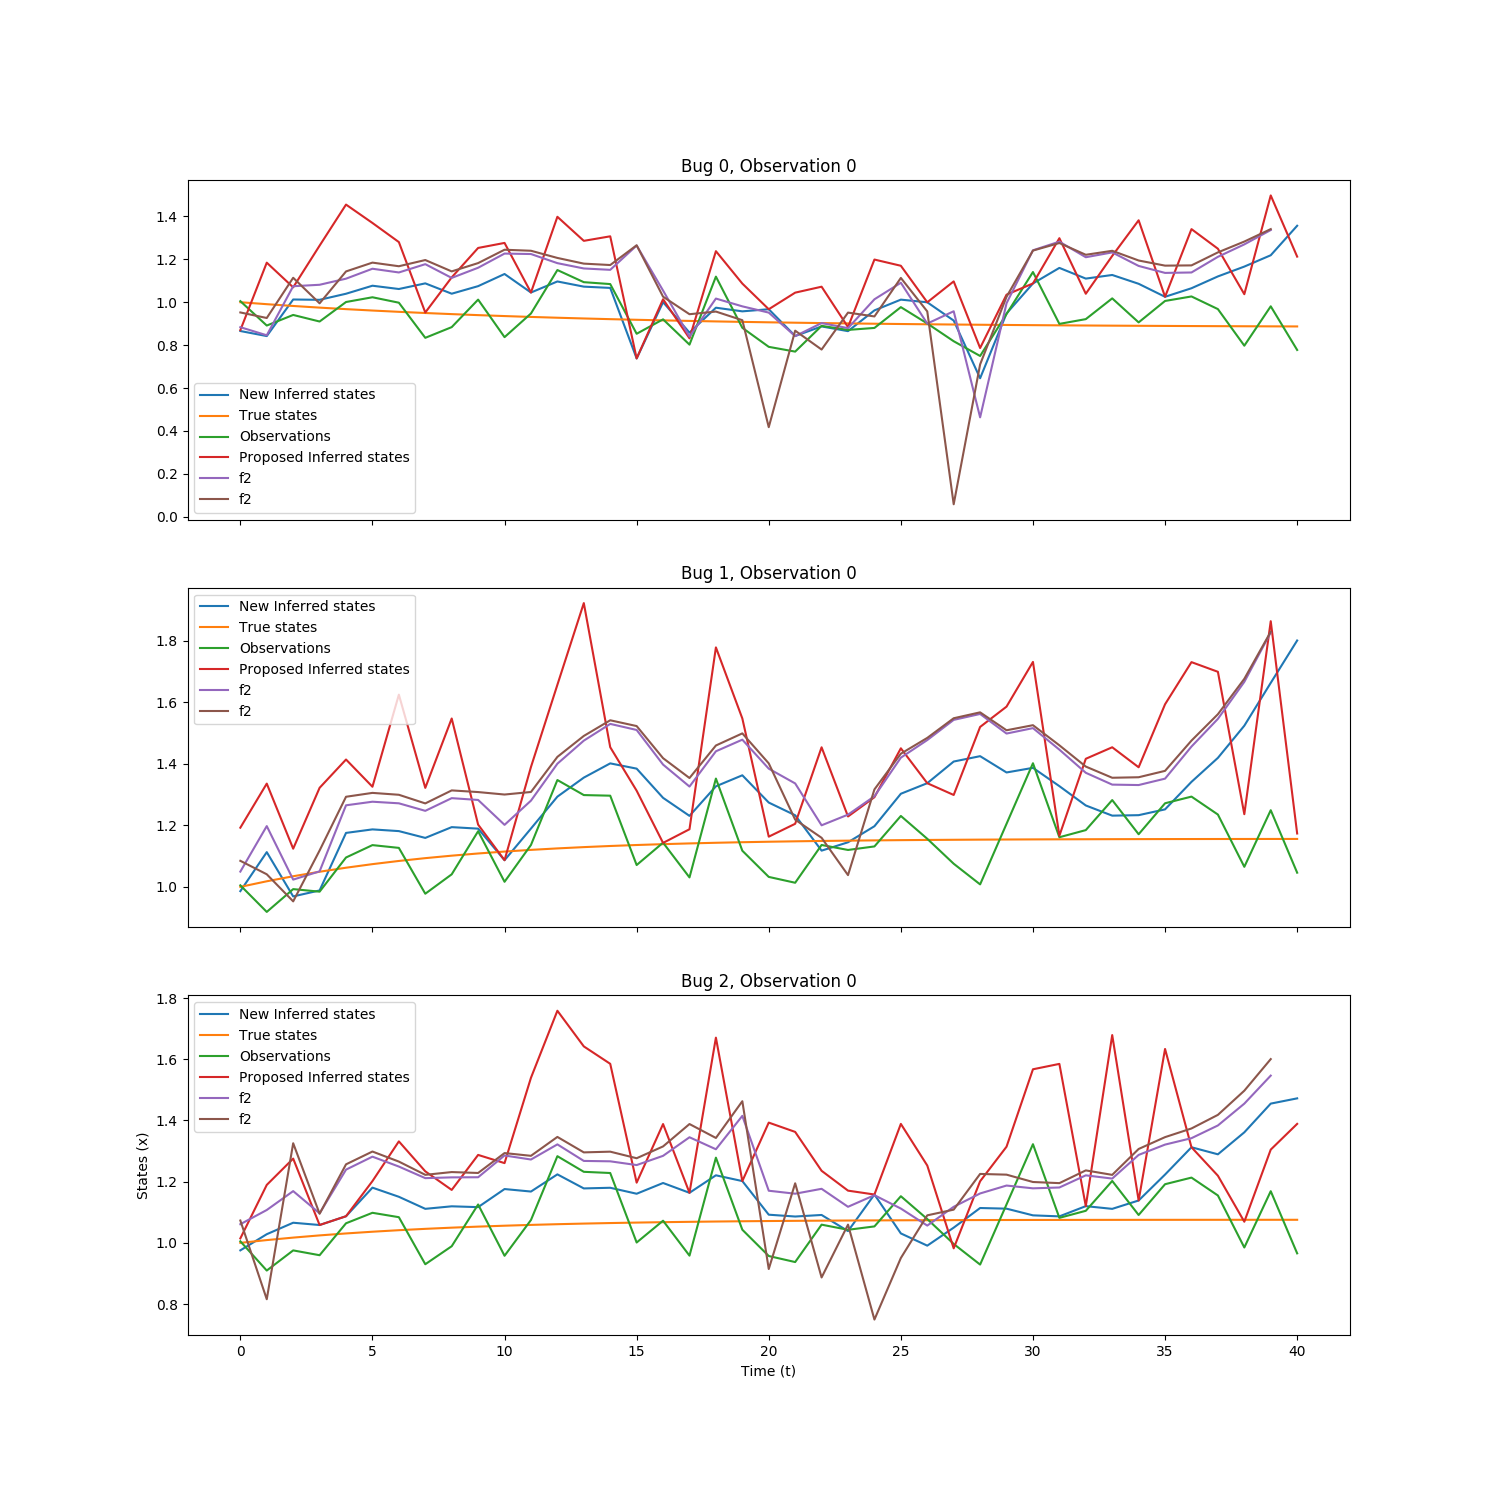 Bug 0, Observation 0
1.4
1.2
1.0
0.8
0.6
0.4
0.2
0.0
New Inferred states
True states
Observations
Proposed Inferred states
f2
f2
Bug 1, Observation 0
1.8
1.6
1.4
1.2
1.0
New Inferred states
True states
Observations
Proposed Inferred states
f2
f2
Bug 2, Observation 0
1.8
1.6
1.4
1.2
1.0
0.8
States (x)
New Inferred states
True states
Observations
Proposed Inferred states
f2
f2
0 5 10 15 20 25 30 35 40
Time (t)